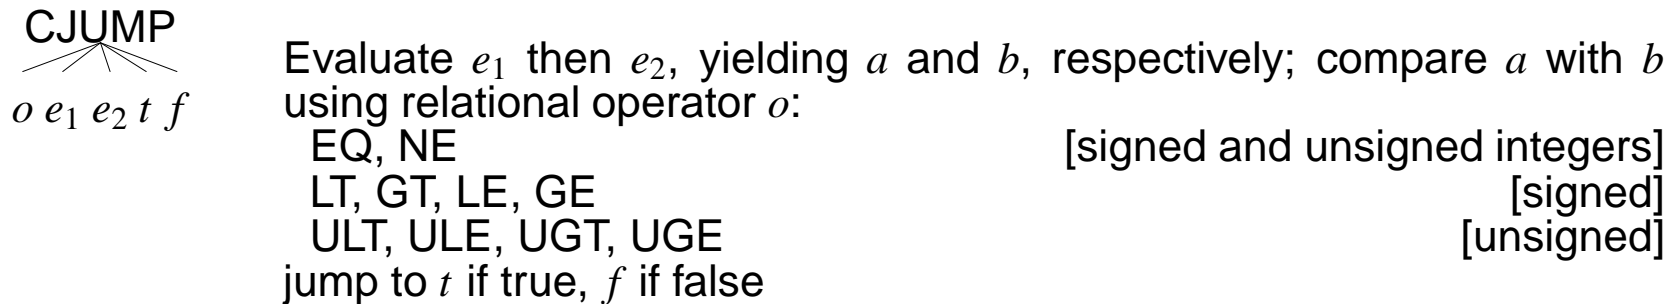 CJUMP
o e1 e2 t f
Evaluate e1 then e2, yielding a and b, respectively; compare a with b
using relational operator o:
EQ, NE [signed and unsigned integers]
LT, GT, LE, GE [signed]
ULT, ULE, UGT, UGE [unsigned]
jump to t if true, f if false